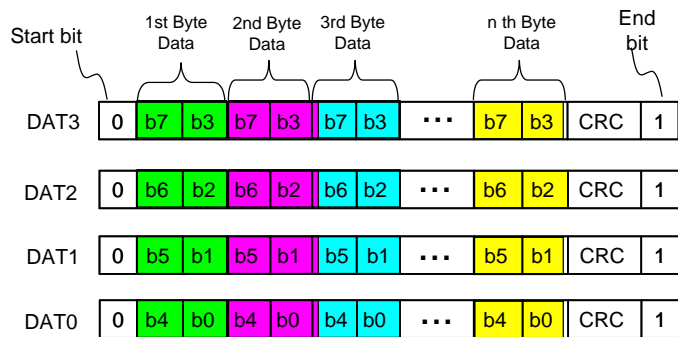 Start bit
1st Byte
Data
2nd Byte
Data
3rd Byte
Data
n th Byte
Data
End
bit
DAT3 0 b7 b3 b7 b3 b7 b3 ... b7 b3 CRC 1
DAT2 0 b6 b2 b6 b2 b6 b2 ... b6 b2 CRC 1
DAT1 0 b5 b1 b5 b1 b5 b1 ... b5 b1 CRC 1
DAT0 0 b4 b0 b4 b0 b4 b0 ... b4 b0 CRC 1